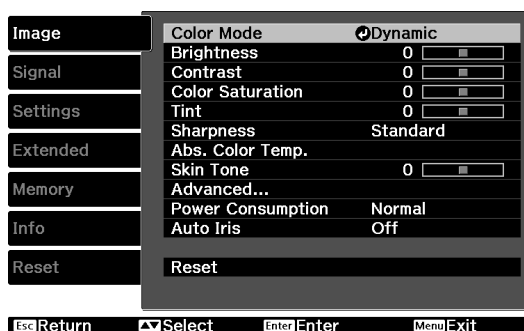 Image
Signal
Settings
Extended
Memory
Info
Reset
Color Mode Dynamic
Brightness 0
Contrast 0
Color Saturation 0
Tint 0
Sharpness Standard
Abs. Color Temp.
Skin Tone 0
Advanced...
Power Consumption Normal
Auto Iris Off
Reset
Esc Return Select Enter Enter Menu Exit